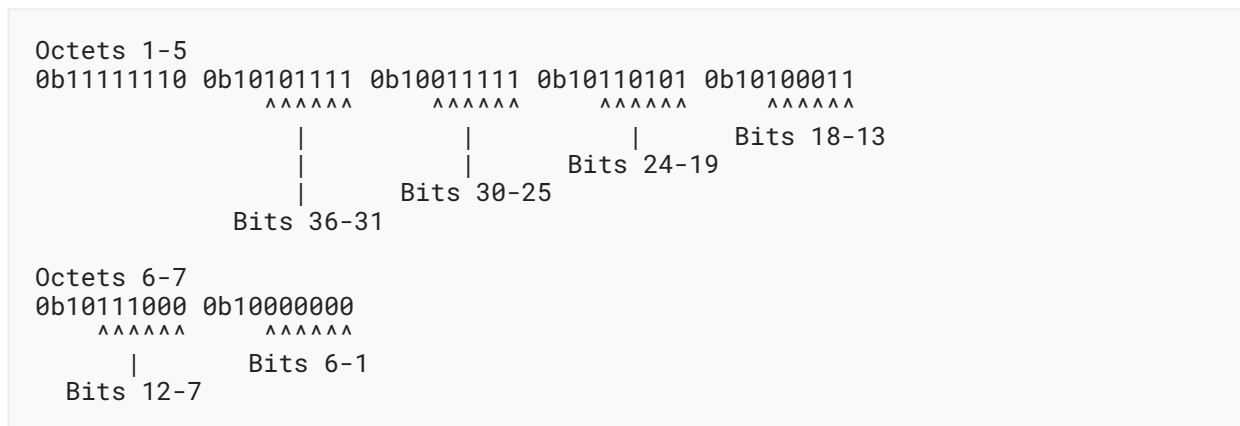 Octets 1-5
0b11111110 0b10101111 0b10011111 0b10110101 0b10100011
               ^^^^^^     ^^^^^^     ^^^^^^     ^^^^^^
                 |          |          |      Bits 18-13
                 |          |      Bits 24-19
                 |      Bits 30-25
             Bits 36-31

Octets 6-7
0b10111000 0b10000000
    ^^^^^^     ^^^^^^
      |       Bits 6-1
  Bits 12-7